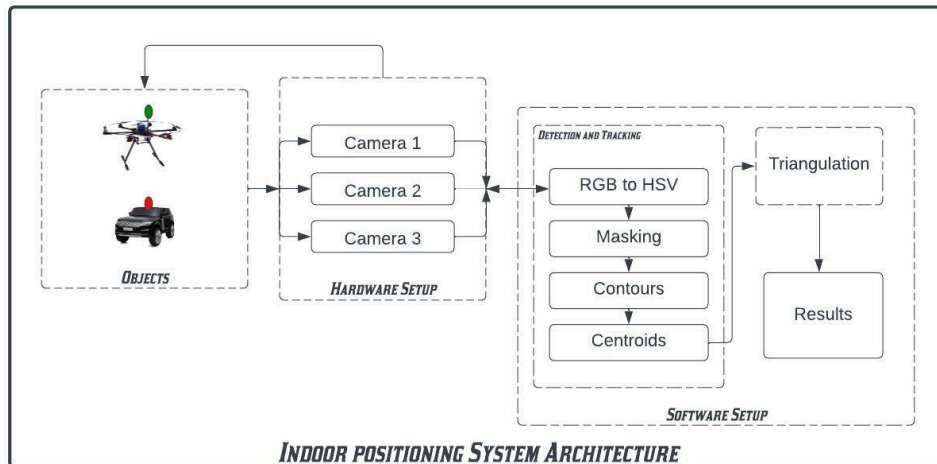 Objects
Camera 1
Camera 2
Camera 3
Hardware Setup
Detection and Tracking
RGB to HSV
Masking
Contours
Centroids
Triangulation
Results
Software Setup
Indoor positioning System Architecture